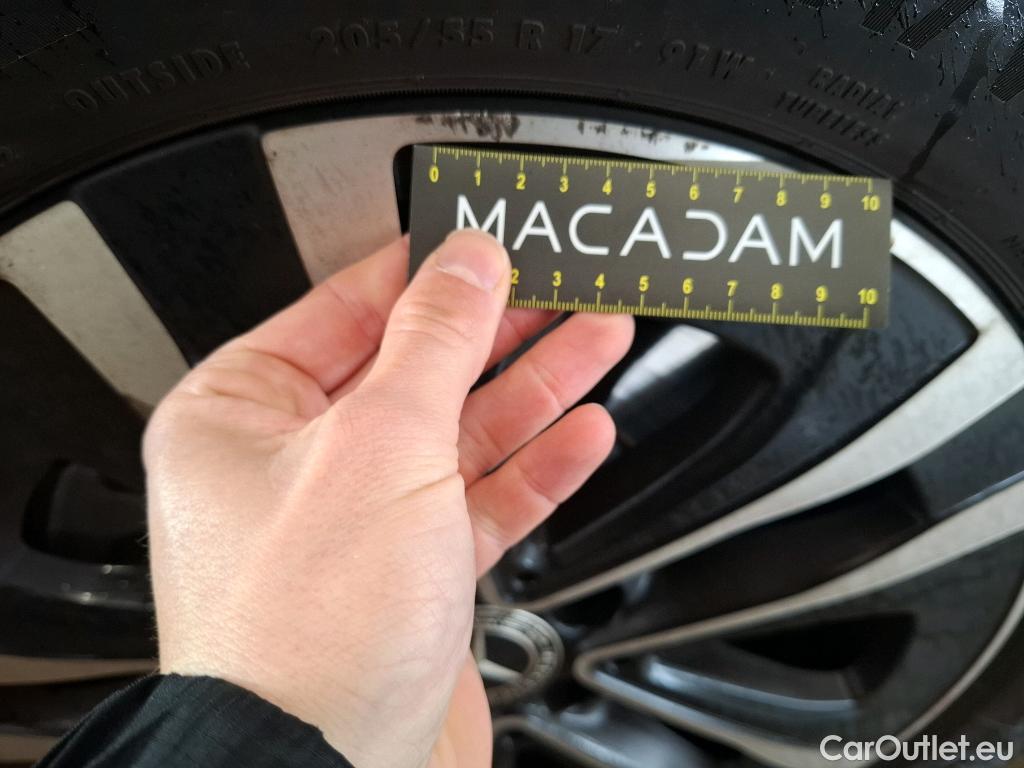 OUTSIDE 205/55 R 17 · 91W · RADIAL
TUBELESS
0 1 2 3 4 5 6 7 8 9 10
MACADAM
2 3 4 5 6 7 8 9 10
CarOutlet.eu